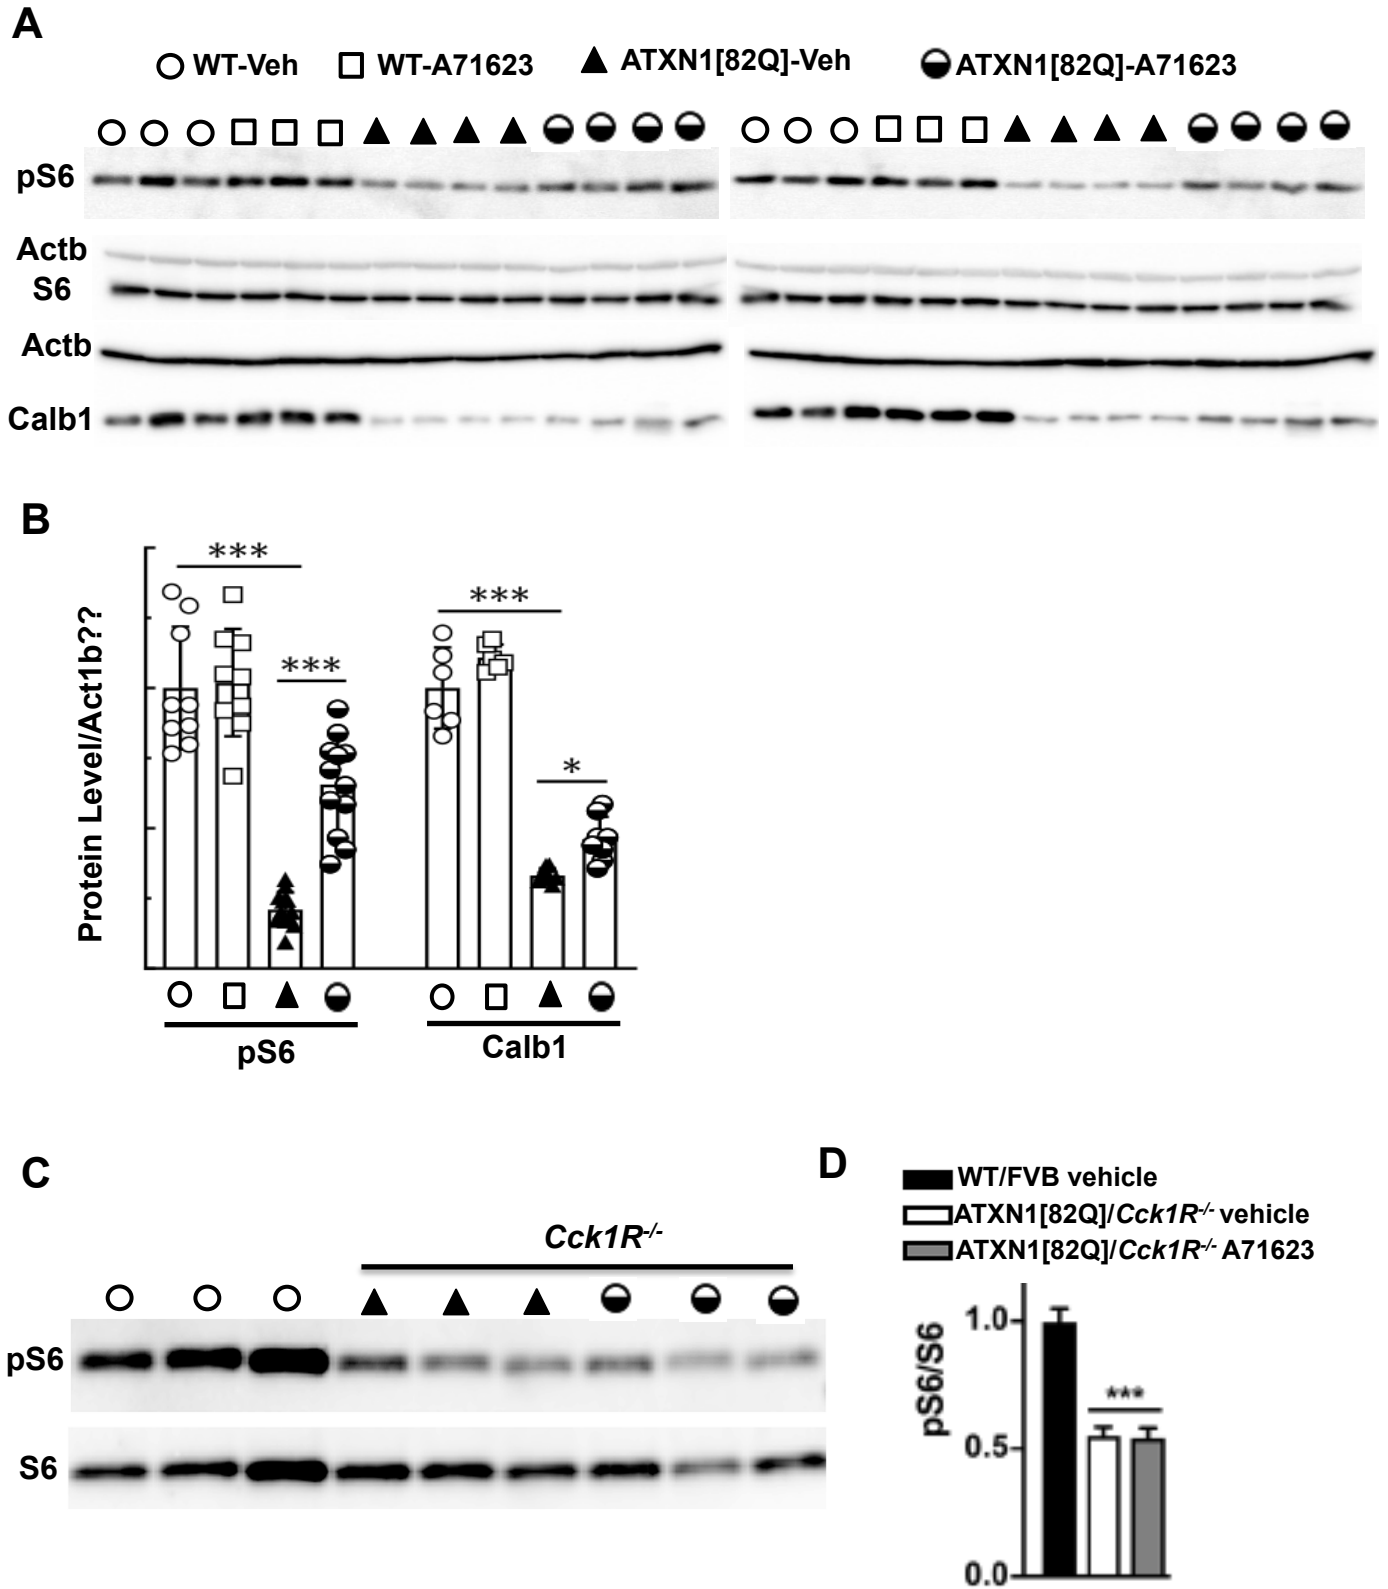 A
WT-Veh WT-A71623 ATXN1[82Q]-Veh ATXN1[82Q]-A71623
pS6
Actb
S6
Actb
Calb1
B
Protein Level/Act1b??
***
***
***
*
pS6
Calb1
C
Cck1R-/-
pS6
S6
D
WT/FVB vehicle
ATXN1[82Q]/Cck1R-/- vehicle
ATXN1[82Q]/Cck1R-/- A71623
pS6/S6
1.0
***
0.5
0.0